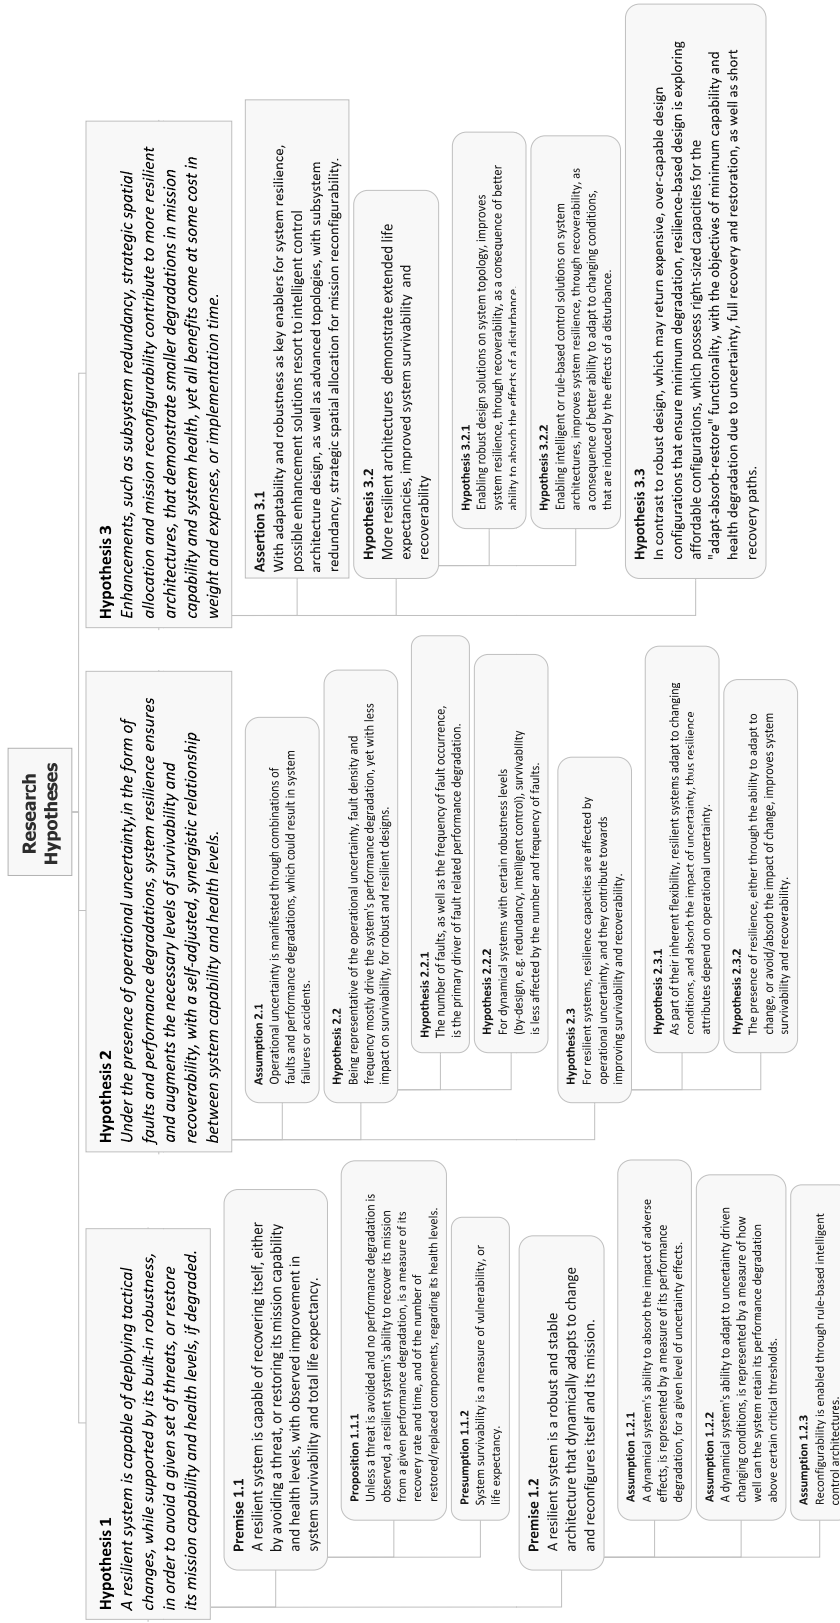 Research
Hypotheses
Hypothesis 1
A resilient system is capable of deploying tactical
changes, while supported by its built-in robustness,
in order to avoid a given set of threats, or restore
its mission capability and health levels, if degraded.
Premise 1.1
A resilient system is capable of recovering itself, either
by avoiding a threat, or restoring its mission capability
and health levels, with observed improvement in
system survivability and total life expectancy.
Proposition 1.1.1
Unless a threat is avoided and no performance degradation is
observed, a resilient system's ability to recover its mission
from a given performance degradation, is a measure of its
recovery rate and time, and of the number of
restored/replaced components, regarding its health levels.
Presumption 1.1.2
System survivability is a measure of vulnerability, or
life expectancy.
Premise 1.2
A resilient system is a robust and stable
architecture that dynamically adapts to change
and reconfigures itself and its mission.
Assumption 1.2.1
A dynamical system's ability to absorb the impact of adverse
effects, is represented by a measure of its performance
degradation, for a given level of uncertainty effects.
Assumption 1.2.2
A dynamical system's ability to adapt to uncertainty driven
changing conditions, is represented by a measure of how
well can the system retain its performance degradation
above certain critical thresholds.
Assumption 1.2.3
Reconfigurability is enabled through rule-based intelligent
control architectures.
Hypothesis 2
Under the presence of operational uncertainty,in the form of
faults and performance degradations, system resilience ensures
and augments the necessary levels of survivability and
recoverability, with a self-adjusted, synergistic relationship
between system capability and health levels.
Assumption 2.1
Operational uncertainty is manifested through combinations of
faults and performance degradations, which could result in system
failures or accidents.
Hypothesis 2.2
Being representative of the operational uncertainty, fault density and
frequency mostly drive the system's performance degradation, yet with less
impact on survivability, for robust and resilient designs.
Hypothesis 2.2.1
The number of faults, as well as the frequency of fault occurrence,
is the primary driver of fault related performance degradation.
Hypothesis 2.2.2
For dynamical systems with certain robustness levels
(by-design, e.g. redundancy, intelligent control), survivability
is less affected by the number and frequency of faults.
Hypothesis 2.3
For resilient systems, resilience capacities are affected by
operational uncertainty, and they contribute towards
improving survivability and recoverability.
Hypothesis 2.3.1
As part of their inherent flexibility, resilient systems adapt to changing
conditions, and absorb the impact of uncertainty, thus resilience
attributes depend on operational uncertainty.
Hypothesis 2.3.2
The presence of resilience, either through the ability to adapt to
change, or avoid/absorb the impact of change, improves system
survivability and recoverability.
Hypothesis 3
Enhancements, such as subsystem redundancy, strategic spatial
allocation and mission reconfigurability contribute to more resilient
architectures, that demonstrate smaller degradations in mission
capability and system health, yet all benefits come at some cost in
weight and expenses, or implementation time.
Assertion 3.1
With adaptability and robustness as key enablers for system resilience,
possible enhancement solutions resort to intelligent control
architecture design, as well as advanced topologies, with subsystem
redundancy, strategic spatial allocation for mission reconfigurability.
Hypothesis 3.2
More resilient architectures demonstrate extended life
expectancies, improved system survivability and
recoverability
Hypothesis 3.2.1
Enabling robust design solutions on system topology, improves
system resilience, through recoverability, as a consequence of better
ability to absorb the effects of a disturbance.
Hypothesis 3.2.2
Enabling intelligent or rule-based control solutions on system
architectures, improves system resilience, through recoverability, as
a consequence of better ability to adapt to changing conditions,
that are induced by the effects of a disturbance.
Hypothesis 3.3
In contrast to robust design, which may return expensive, over-capable design
configurations that ensure minimum degradation, resilience-based design is exploring
affordable configurations, which possess right-sized capacities for the
"adapt-absorb-restore" functionality, with the objectives of minimum capability and
health degradation due to uncertainty, full recovery and restoration, as well as short
recovery paths.